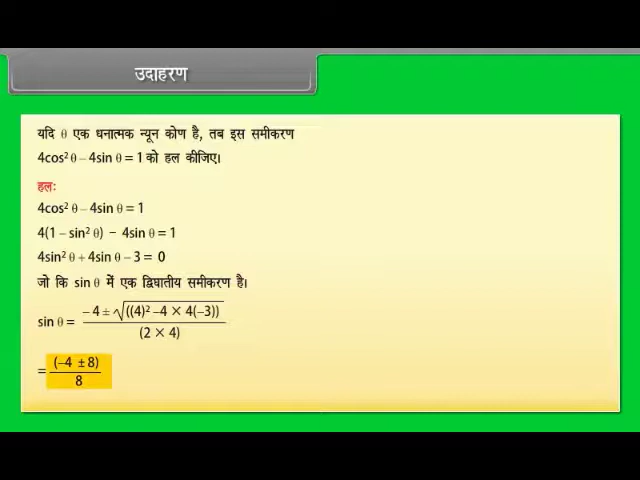 उदाहरण
यदि θ एक धनात्मक न्यून कोण है, तब इस समीकरण
4cos² θ – 4sin θ = 1 को हल कीजिए।
हलः
4cos² θ – 4sin θ = 1
4(1 – sin² θ) – 4sin θ = 1
4sin² θ + 4sin θ – 3 = 0
जो कि sin θ में एक द्विघातीय समीकरण है।
sin θ = – 4 ± √((4)² –4 × 4(–3))
(2 × 4)
= (–4 ± 8)
8